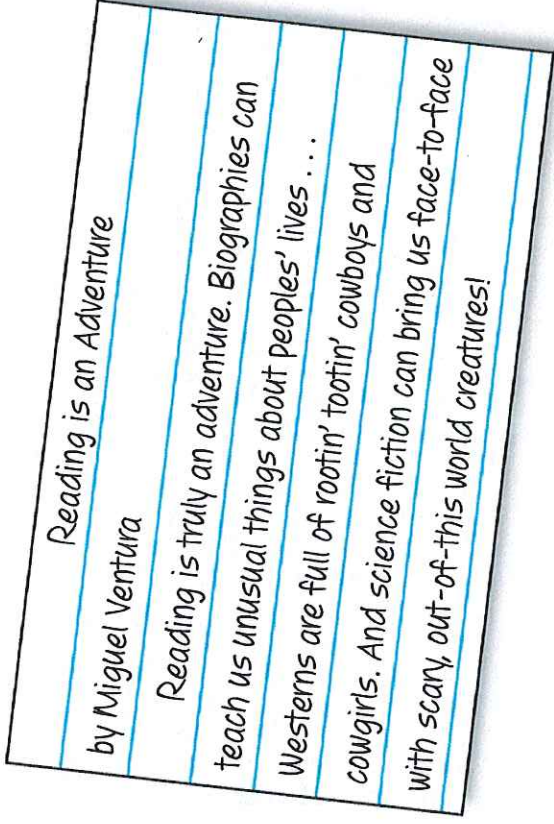 Reading is an Adventure
by Miguel Ventura
Reading is truly an adventure. Biographies can
teach us unusual things about peoples' lives . . .
Westerns are full of rootin' tootin' cowboys and
cowgirls. And science fiction can bring us face-to-face
with scary, out-of-this world creatures!